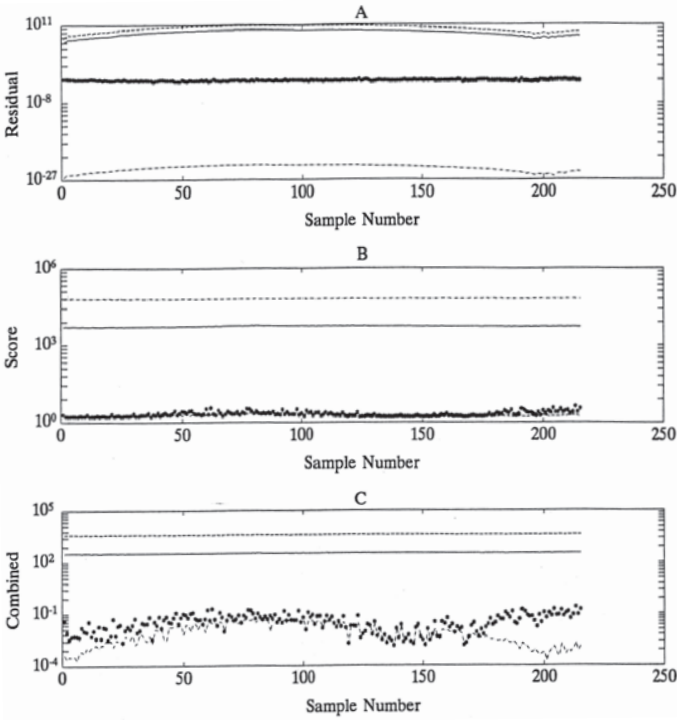 A
10^11
10^-8
10^-27
Residual
0 50 100 150 200 250
Sample Number
B
10^6
10^3
10^0
Score
0 50 100 150 200 250
Sample Number
C
10^5
10^2
10^-1
10^-4
Combined
0 50 100 150 200 250
Sample Number